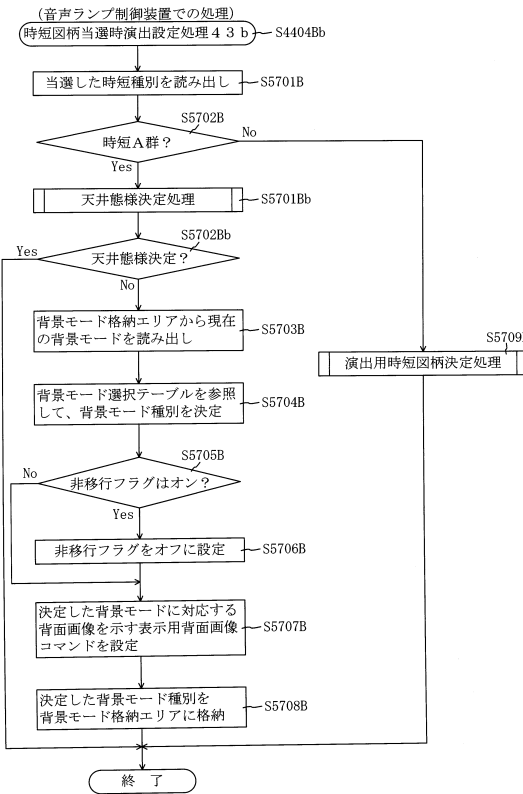 (音声ランプ制御装置での処理)
時短図柄当選時演出設定処理43b
S4404Bb
当選した時短種別を読み出し
S5701B
S5702B
時短A群?
No
Yes
天井態様決定処理
S5701Bb
S5702Bb
Yes
天井態様決定?
No
背景モード格納エリアから現在
の背景モードを読み出し
S5703B
S5709B
演出用時短図柄決定処理
背景モード選択テーブルを参照
して、背景モード種別を決定
S5704B
S5705B
No
非移行フラグはオン?
Yes
非移行フラグをオフに設定
S5706B
決定した背景モードに対応する
背面画像を示す表示用背面画像
コマンドを設定
S5707B
決定した背景モード種別を
背景モード格納エリアに格納
S5708B
終 了